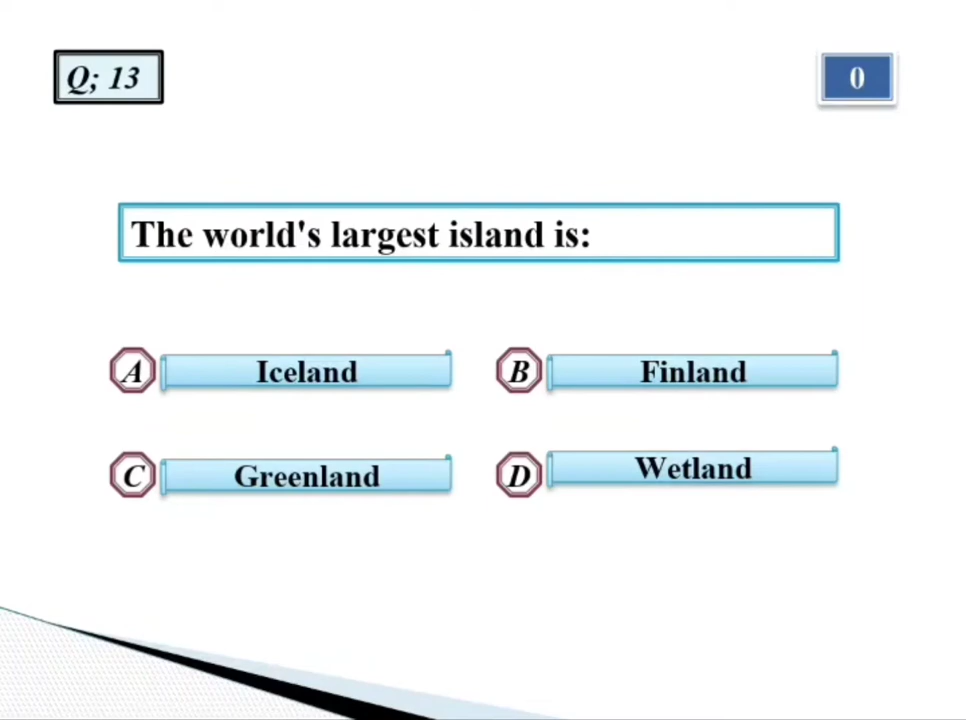 Q; 13
0
The world's largest island is:
A Iceland
B Finland
C Greenland
D Wetland